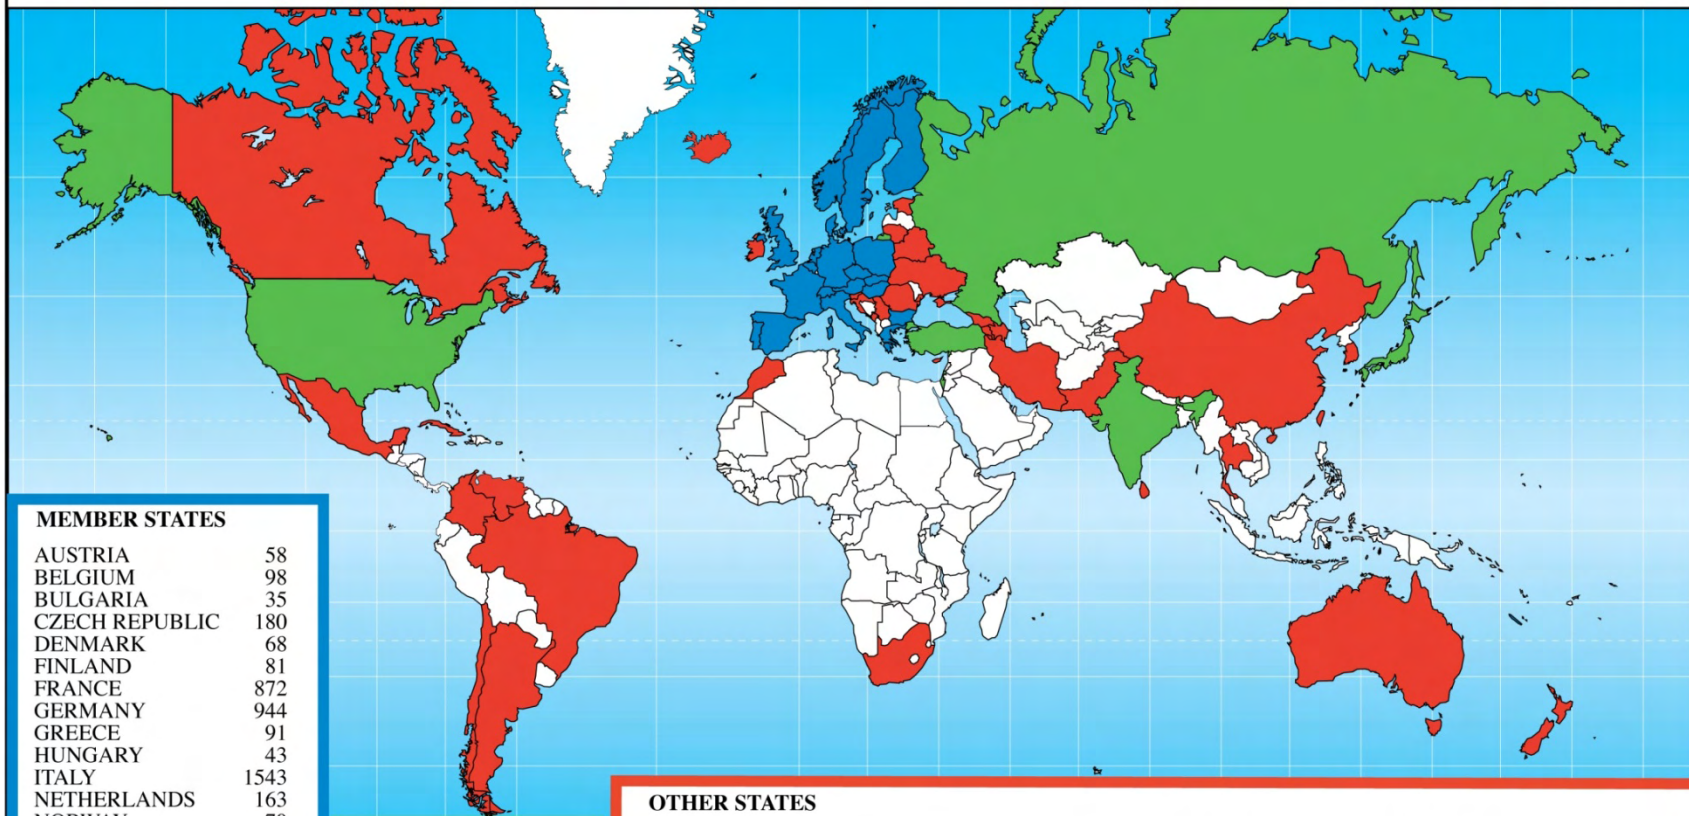 MEMBER STATES
AUSTRIA 58
BELGIUM 98
BULGARIA 35
CZECH REPUBLIC 180
DENMARK 68
FINLAND 81
FRANCE 872
GERMANY 944
GREECE 91
HUNGARY 43
ITALY 1543
NETHERLANDS 163
OTHER STATES